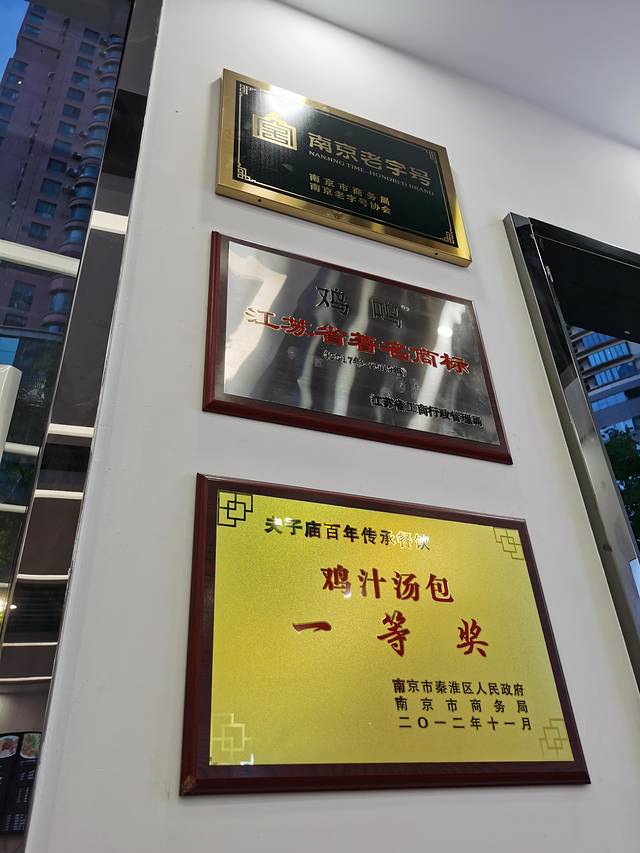 南京老字号
NANJING TIME-HONORED BRAND
南京市商务局
南京老字号协会
鸡鸣
江苏省著名商标
江苏省工商行政管理局
夫子庙百年传承餐饮
鸡汁汤包
一等奖
南京市秦淮区人民政府
南京市商务局
二〇一二年十一月